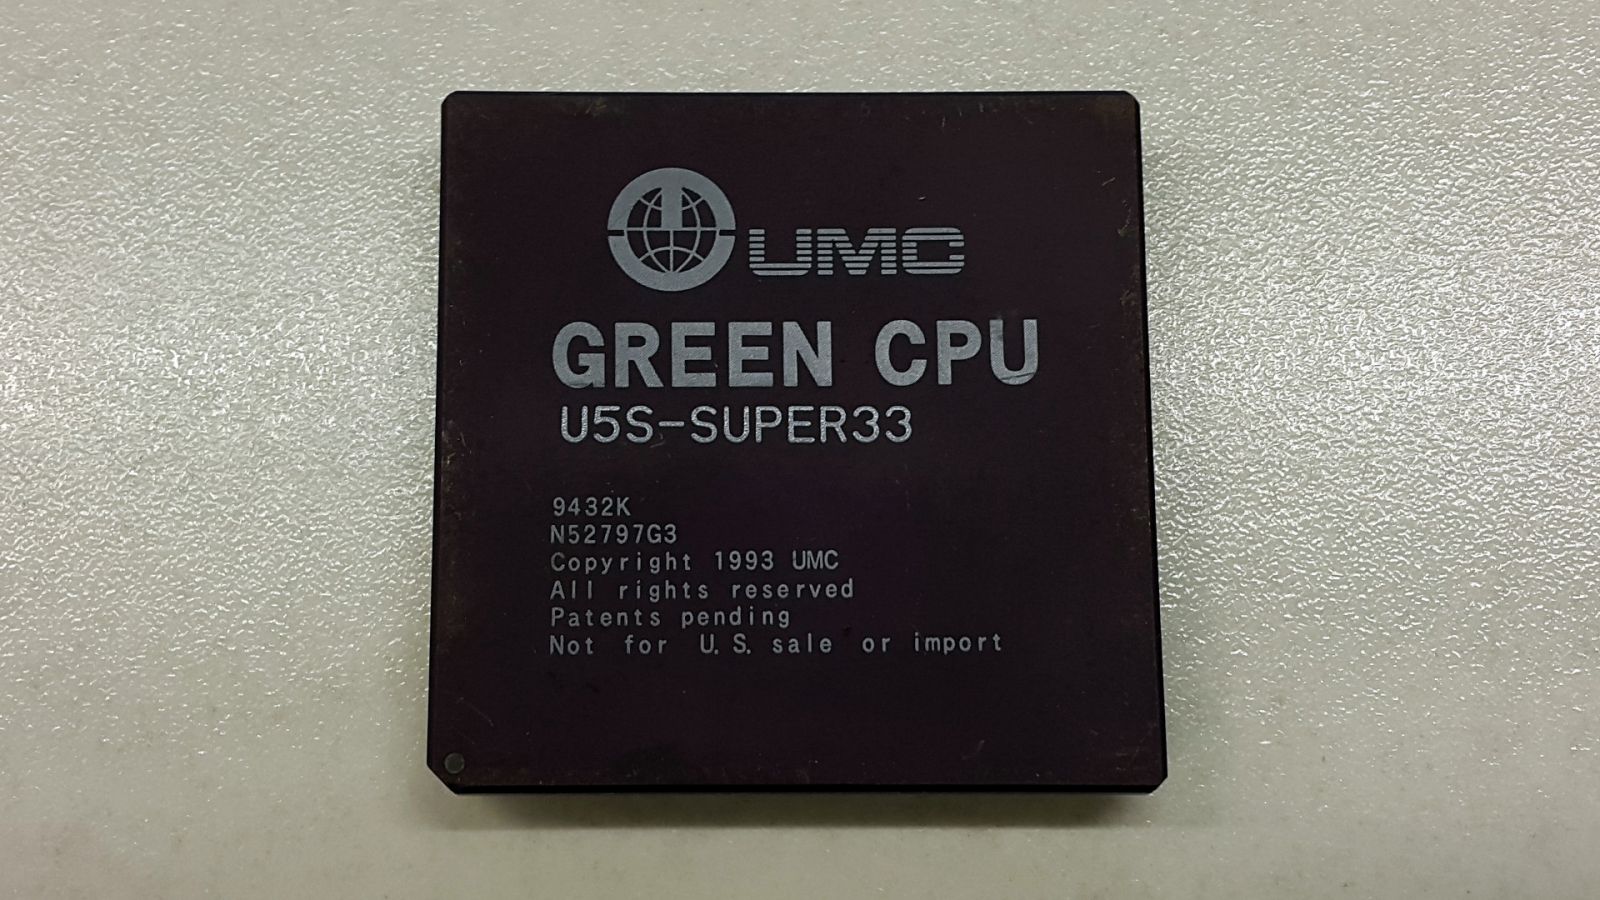 UMC
GREEN CPU
U5S-SUPER33
9432K
N52797G3
Copyright 1993 UMC
All rights reserved
Patents pending
Not for U.S. sale or import